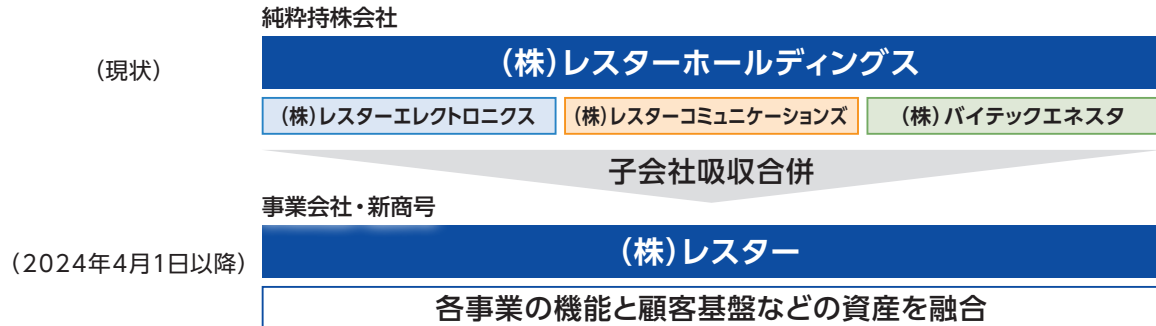 純粋持株会社
(現状)
(株)レスターホールディングス
(株)レスターエレクトロニクス
(株)レスターコミュニケーションズ
(株)バイテックエネスタ
子会社吸収合併
事業会社・新商号
(2024年4月1日以降)
(株)レスター
各事業の機能と顧客基盤などの資産を融合